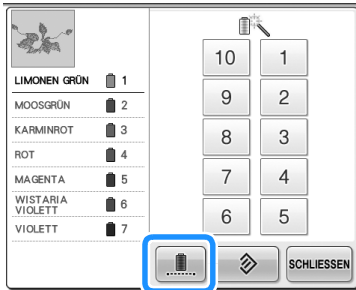 LIMONEN GRÜN 1
MOOSGRÜN 2
KARMINROT 3
ROT 4
MAGENTA 5
WISTARIA
VIOLETT 6
VIOLETT 7
10 1
9 2
8 3
7 4
6 5
SCHLIESSEN